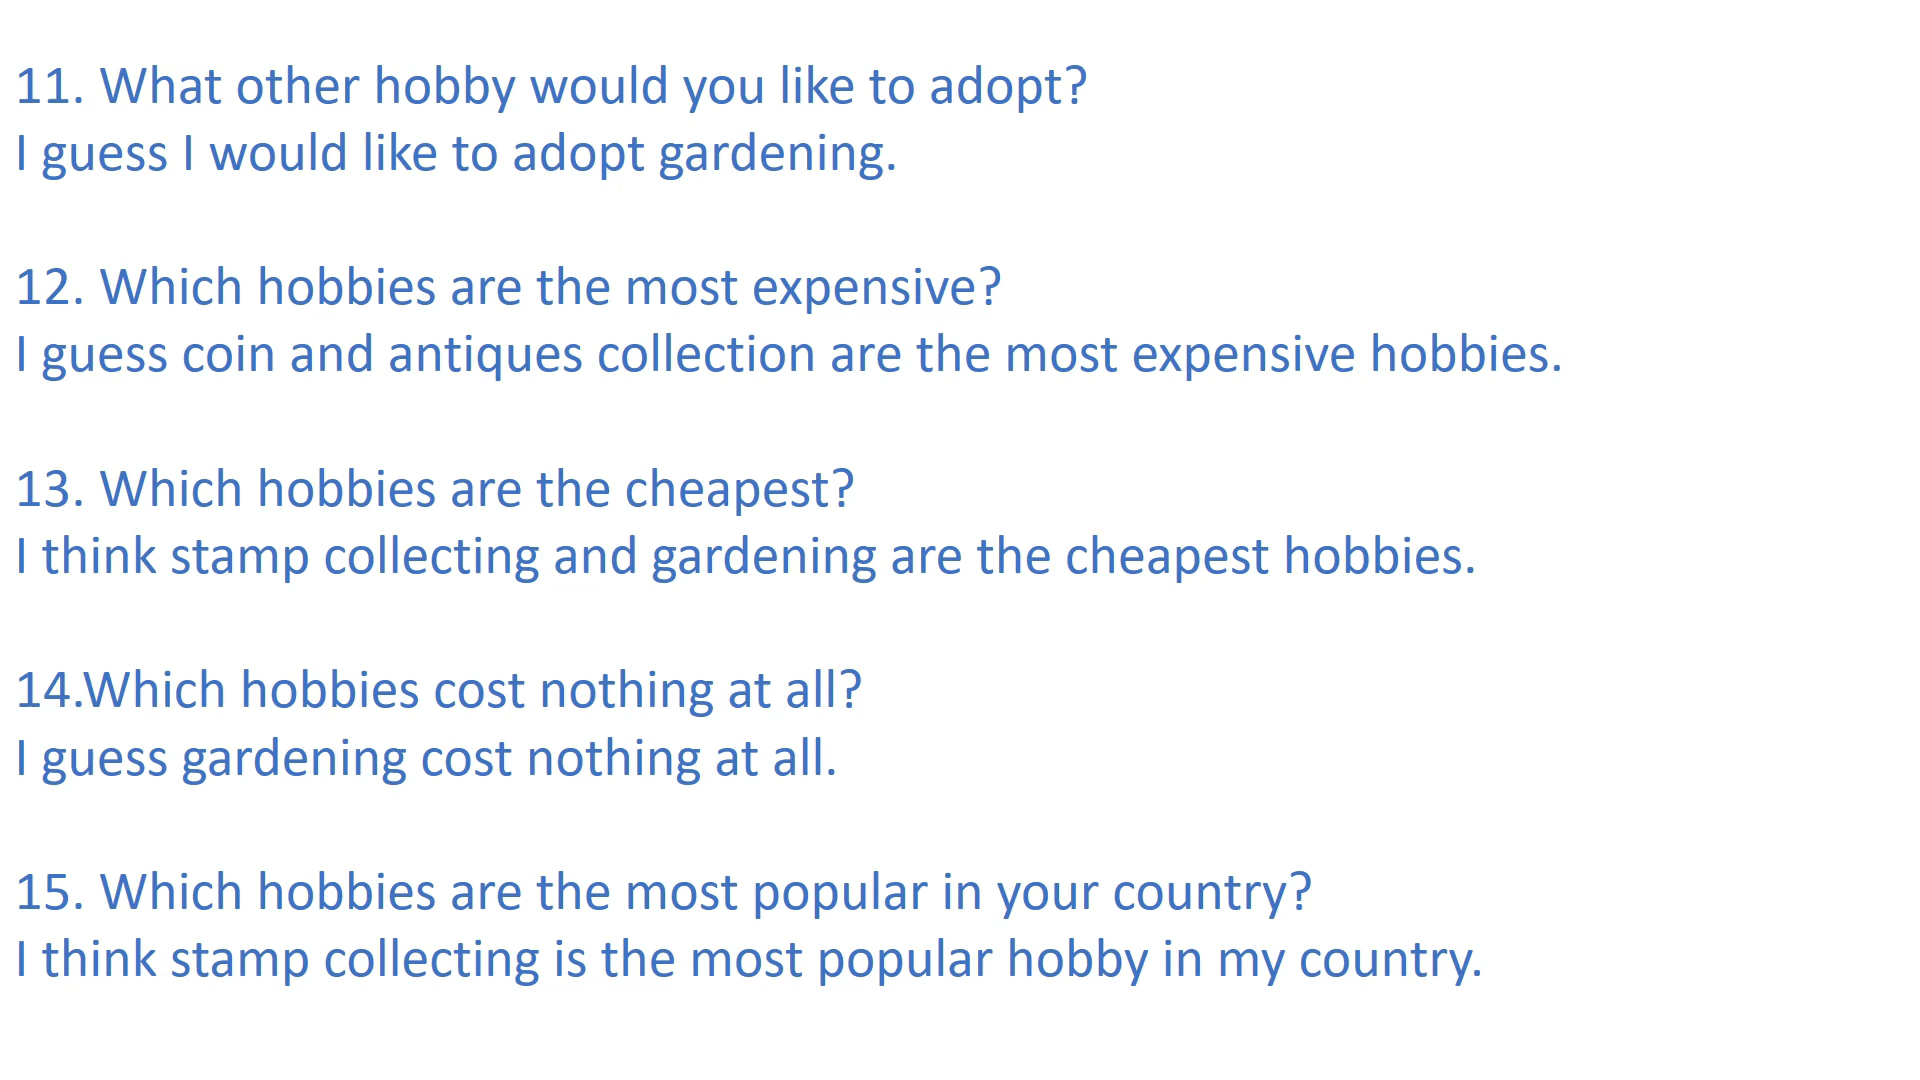 11. What other hobby would you like to adopt?
I guess I would like to adopt gardening.
12. Which hobbies are the most expensive?
I guess coin and antiques collection are the most expensive hobbies.
13. Which hobbies are the cheapest?
I think stamp collecting and gardening are the cheapest hobbies.
14.Which hobbies cost nothing at all?
I guess gardening cost nothing at all.
15. Which hobbies are the most popular in your country?
I think stamp collecting is the most popular hobby in my country.